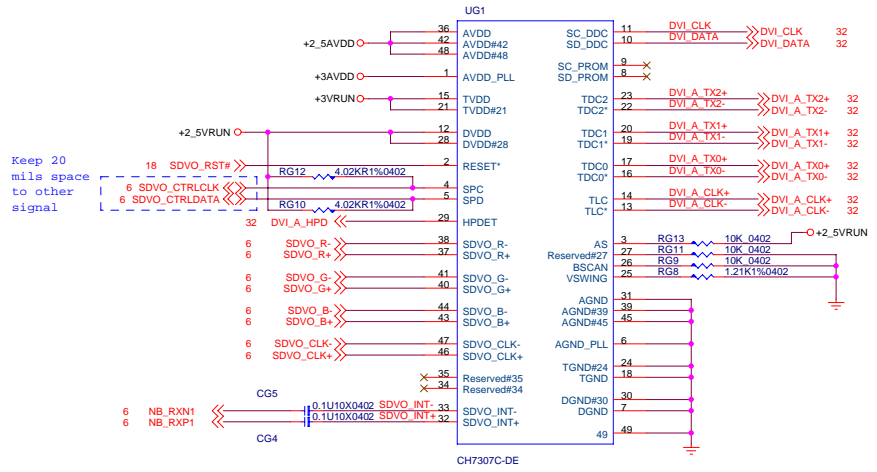 UG1
+2_5AVDD
36 AVDD
42 AVDD#42
48 AVDD#48
+3AVDD 1 AVDD_PLL
+3VRUN 15 TVDD
21 TVDD#21
+2_5VRUN 12 DVDD
28 DVDD#28
Keep 20
mils space
to other
signal
18 SDVO_RST# 2 RESET*
RG12 4.02KR1%0402
6 SDVO_CTRLCLK 4 SPC
6 SDVO_CTRLDATA 5 SPD
RG10 4.02KR1%0402
32 DVI_A_HPD 29 HPDET
6 SDVO_R- 38 SDVO_R-
6 SDVO_R+ 37 SDVO_R+
6 SDVO_G- 41 SDVO_G-
6 SDVO_G+ 40 SDVO_G+
6 SDVO_B- 44 SDVO_B-
6 SDVO_B+ 43 SDVO_B+
6 SDVO_CLK- 47 SDVO_CLK-
6 SDVO_CLK+ 46 SDVO_CLK+
35 Reserved#35
34 Reserved#34
CG5
6 NB_RXN1 0.1U10X0402 SDVO_INT- 33 SDVO_INT-
6 NB_RXP1 0.1U10X0402 SDVO_INT+ 32 SDVO_INT+
CG4
SC_DDC 11 DVI_CLK DVI_CLK 32
SD_DDC 10 DVI_DATA DVI_DATA 32
SC_PROM 9
SD_PROM 8
TDC2 23 DVI_A_TX2+ DVI_A_TX2+ 32
TDC2* 22 DVI_A_TX2- DVI_A_TX2- 32
TDC1 20 DVI_A_TX1+ DVI_A_TX1+ 32
TDC1* 19 DVI_A_TX1- DVI_A_TX1- 32
TDC0 17 DVI_A_TX0+ DVI_A_TX0+ 32
TDC0* 16 DVI_A_TX0- DVI_A_TX0- 32
TLC 14 DVI_A_CLK+ DVI_A_CLK+ 32
TLC* 13 DVI_A_CLK- DVI_A_CLK- 32
AS 3 RG13 10K_0402 +2_5VRUN
Reserved#27 27 RG11 10K_0402
BSCAN 26 RG9 10K_0402
VSWING 25 RG8 1.21K1%0402
AGND 31
AGND#39 39
AGND#45 45
AGND_PLL 6
TGND#24 24
TGND 18
DGND#30 30
DGND 7
49 49
CH7307C-DE